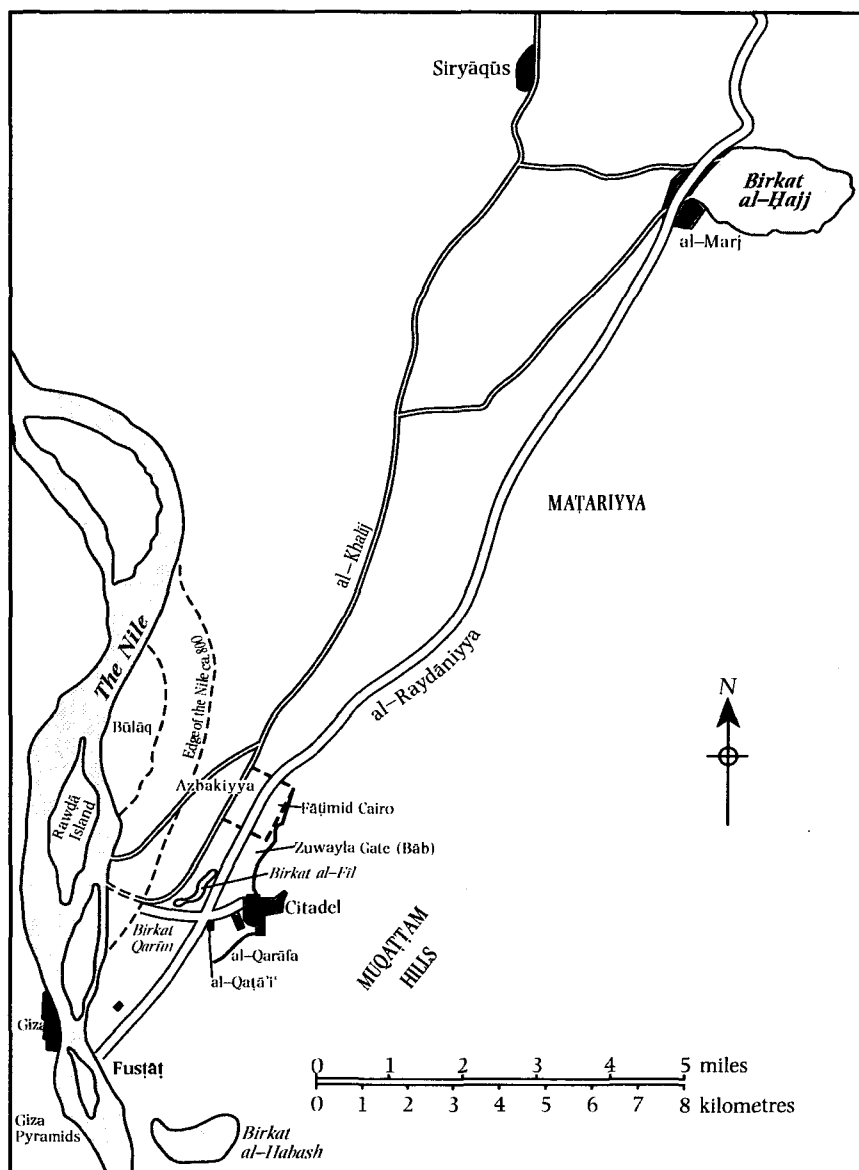 Siryāqūs
Birkat
al-Ḥajj
al-Marj
MAṬARIYYA
al-Khalij
al-Raydāniyya
The Nile
Edge of the Nile ca. 800
Būlāq
N
Azbakiyya
Rawḍa
Island
Fāṭimid Cairo
Zuwayla Gate (Bāb)
Birkat al-Fīl
Citadel
Birkat
Qarūn
al-Qarāfa
al-Qaṭā'i'
MUQAṬṬAM
HILLS
Giza
Fusṭāṭ
0 1 2 3 4 5 miles
0 1 2 3 4 5 6 7 8 kilometres
Giza
Pyramids
Birkat
al-Habash